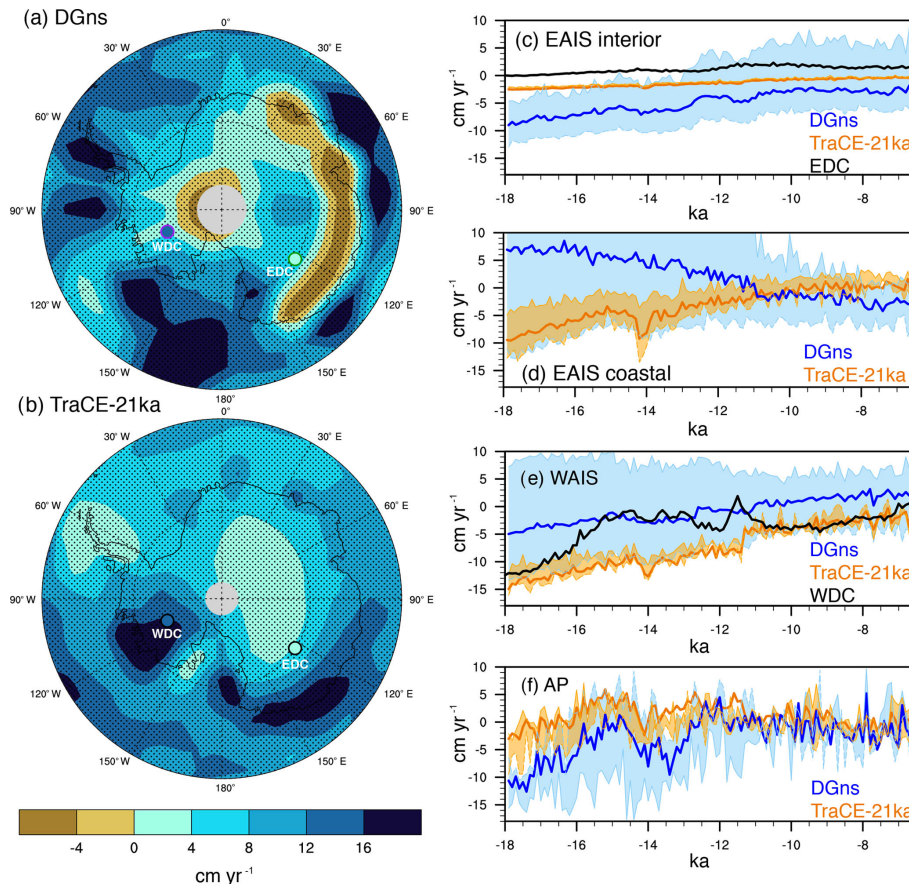 (a) DGns
0°
30° W
30° E
60° W
60° E
90° W
90° E
WDC
EDC
120° W
120° E
150° W
150° E
180°
(b) TraCE-21ka
0°
30° W
30° E
60° W
60° E
90° W
90° E
WDC
EDC
120° W
120° E
150° W
150° E
180°
-4 0 4 8 12 16
cm yr⁻¹
(c) EAIS interior
cm yr⁻¹
10
5
0
-5
-10
-15
DGns
TraCE-21ka
EDC
-18 -16 -14 -12 -10 -8
ka
cm yr⁻¹
10
5
0
-5
-10
-15
DGns
TraCE-21ka
(d) EAIS coastal
-18 -16 -14 -12 -10 -8
ka
(e) WAIS
cm yr⁻¹
10
5
0
-5
-10
-15
DGns
TraCE-21ka
WDC
-18 -16 -14 -12 -10 -8
ka
(f) AP
cm yr⁻¹
10
5
0
-5
-10
-15
DGns
TraCE-21ka
-18 -16 -14 -12 -10 -8
ka